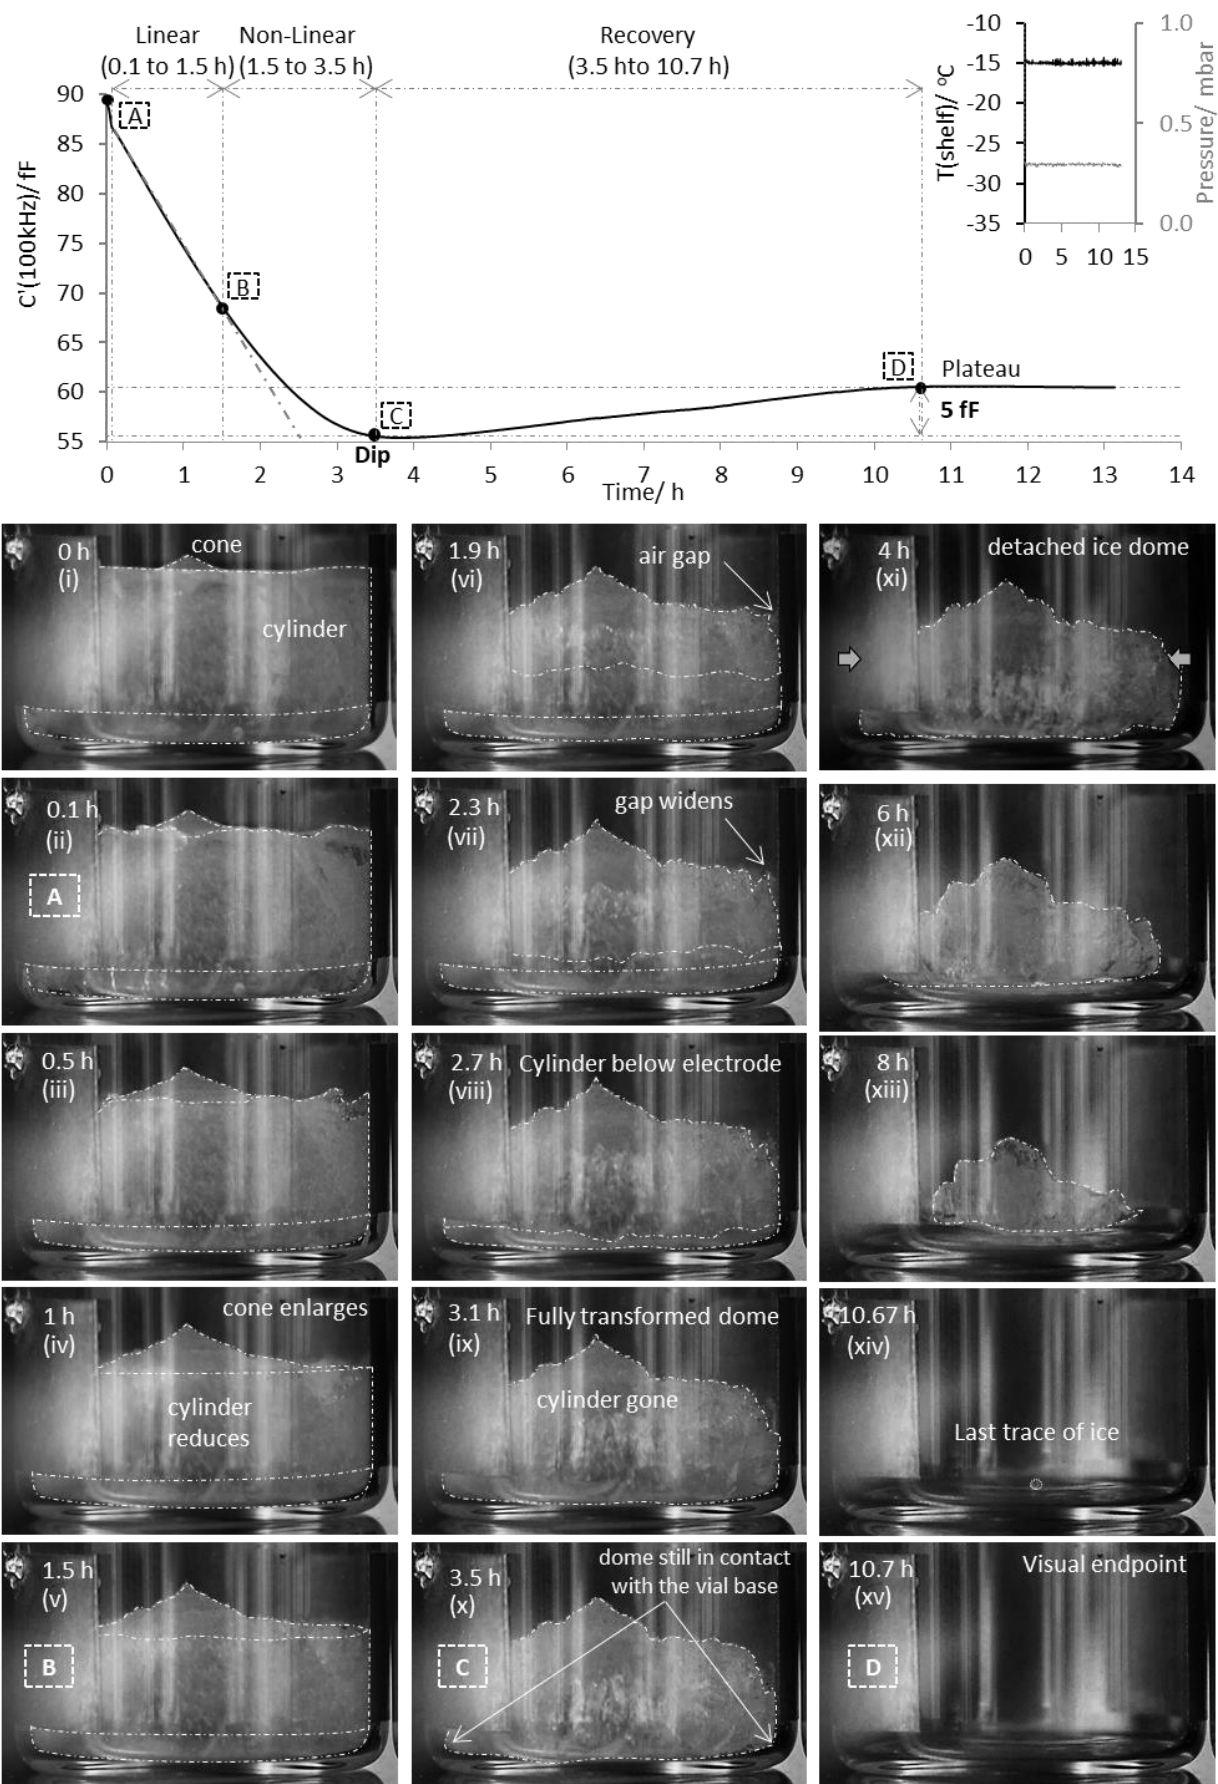 Linear
(0.1 to 1.5 h)
Non-Linear
(1.5 to 3.5 h)
Recovery
(3.5 hto 10.7 h)
C'(100kHz)/ fF
90
85
80
75
70
65
60
55
A
B
C
D
Plateau
5 fF
Dip
0 1 2 3 4 5 6 7 8 9 10 11 12 13 14
Time/ h
T(shelf)/ °C
-10
-15
-20
-25
-30
-35
Pressure/ mbar
1.0
0.5
0.0
0 5 10 15
0 h
(i)
cone
cylinder
0.1 h
(ii)
A
0.5 h
(iii)
1 h
(iv)
cone enlarges
cylinder
reduces
1.5 h
(v)
B
1.9 h
(vi)
air gap
2.3 h
(vii)
gap widens
2.7 h
(viii)
Cylinder below electrode
3.1 h
(ix)
Fully transformed dome
cylinder gone
3.5 h
(x)
dome still in contact
with the vial base
C
4 h
(xi)
detached ice dome
6 h
(xii)
8 h
(xiii)
10.67 h
(xiv)
Last trace of ice
10.7 h
(xv)
Visual endpoint
D